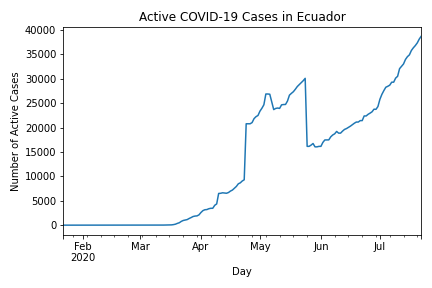 Active COVID-19 Cases in Ecuador
Number of Active Cases
40000
35000
30000
25000
20000
15000
10000
5000
0
Feb Mar Apr May Jun Jul
2020
Day